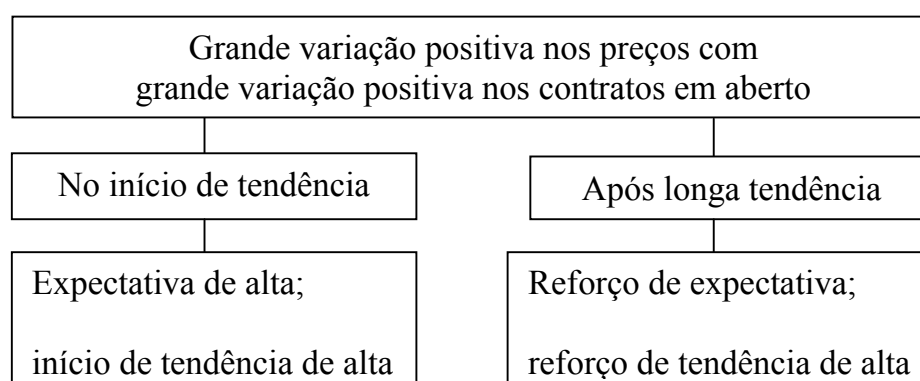 Grande variação positiva nos preços com
grande variação positiva nos contratos em aberto
No início de tendência
Após longa tendência
Expectativa de alta;
início de tendência de alta
Reforço de expectativa;
reforço de tendência de alta